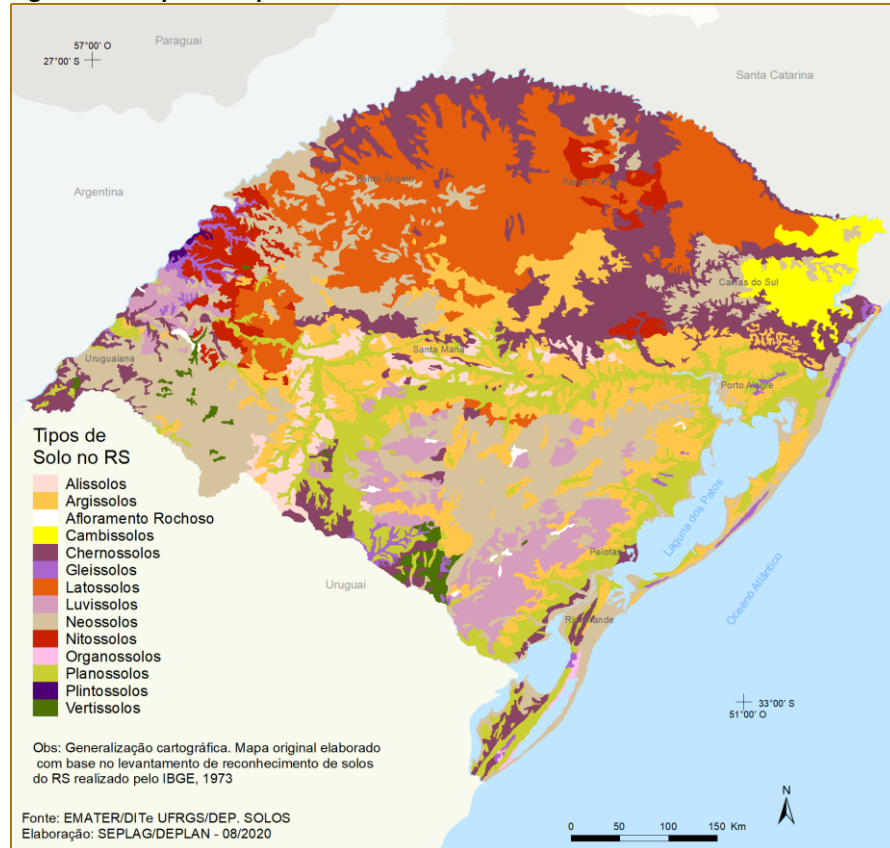 Paraguai
57°00' O
27°00' S
Santa Catarina
Argentina
Santo Ângelo
Passo Fundo
Caxias do Sul
Uruguaiana
Santa Maria
Porto Alegre
Tipos de
Solo no RS
Alissolos
Argissolos
Afloramento Rochoso
Cambissolos
Chernossolos
Gleissolos
Latossolos
Luvissolos
Neossolos
Nitossolos
Organossolos
Planossolos
Plintossolos
Vertissolos
Laguna dos Patos
Pelotas
Uruguai
Rio Grande
Oceano Atlântico
33°00' S
51°00' O
Obs: Generalização cartográfica. Mapa original elaborado
com base no levantamento de reconhecimento de solos
do RS realizado pelo IBGE, 1973
N
Fonte: EMATER/DITe UFRGS/DEP. SOLOS
Elaboração: SEPLAG/DEPLAN - 08/2020
0 50 100 150 Km